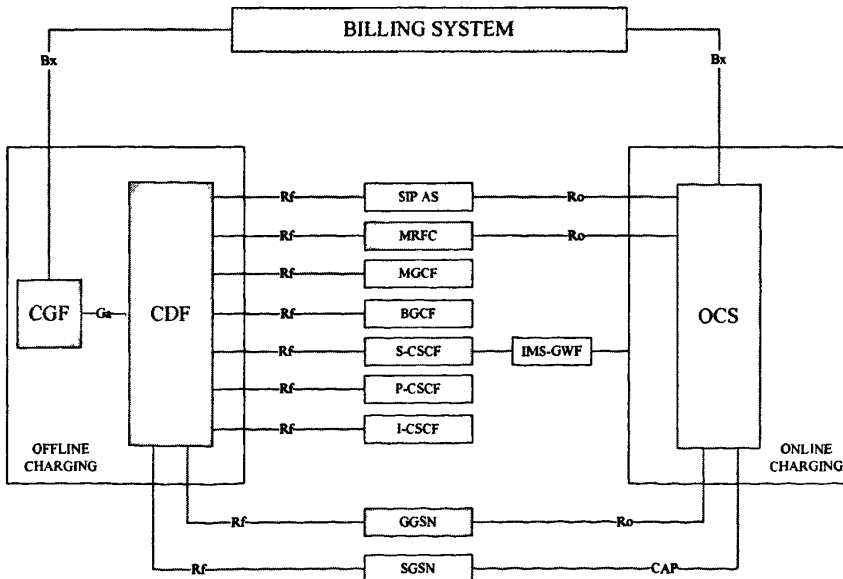 BILLING SYSTEM
Bx
Bx
Rf
SIP AS
Ro
Rf
MRFC
Ro
Rf
MGCF
CGF
Ga
CDF
Rf
BGCF
OCS
Rf
S-CSCF
IMS-GWF
Rf
P-CSCF
Rf
I-CSCF
OFFLINE
CHARGING
ONLINE
CHARGING
Rf
GGSN
Ro
Rf
SGSN
CAP